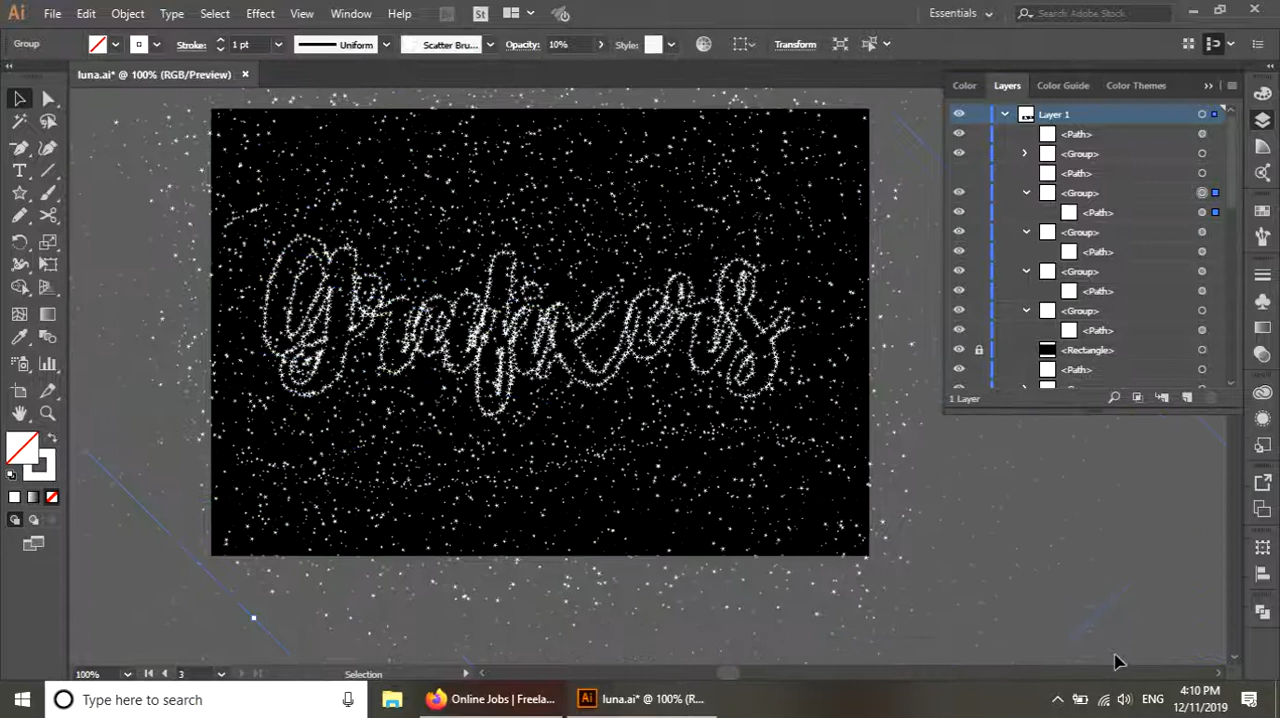 Ai File Edit Object Type Select Effect View Window Help Br St Essentials Search Adobe Stock
Group Stroke: 1 pt Uniform Scatter Bru... Opacity: 10% Style: Transform
luna.ai* @ 100% (RGB/Preview) ×
Color Layers Color Guide Color Themes
Layer 1
<Path>
<Group>
<Path>
<Group>
<Path>
<Group>
<Path>
<Group>
<Path>
<Group>
<Path>
<Rectangle>
<Path>
1 Layer
100% 3 Selection
Type here to search
Online Jobs | Freela...
Ai luna.ai* @ 100% (R...
ENG
4:10 PM
12/11/2019